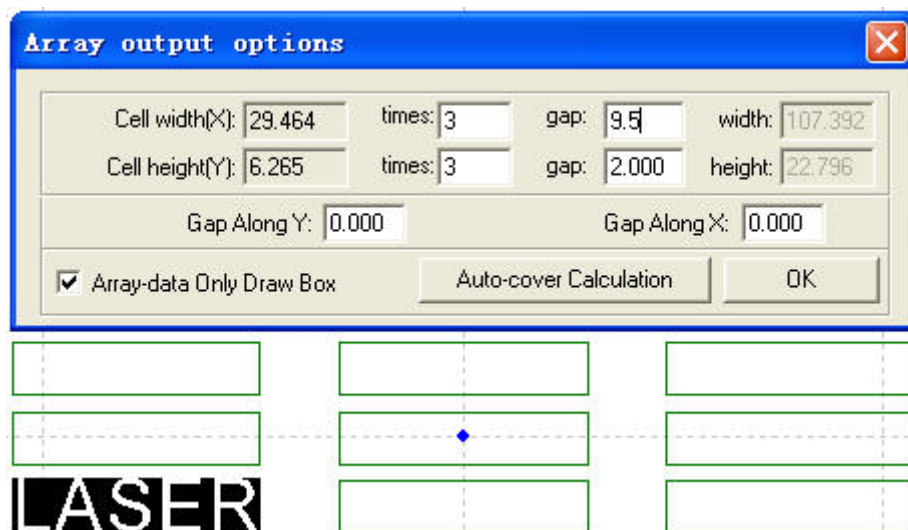 Array output options
Cell width(X): 29.464 times: 3 gap: 9.5 width: 107.392
Cell height(Y): 6.265 times: 3 gap: 2.000 height: 22.796
Gap Along Y: 0.000 Gap Along X: 0.000
Array-data Only Draw Box Auto-cover Calculation OK
LASER